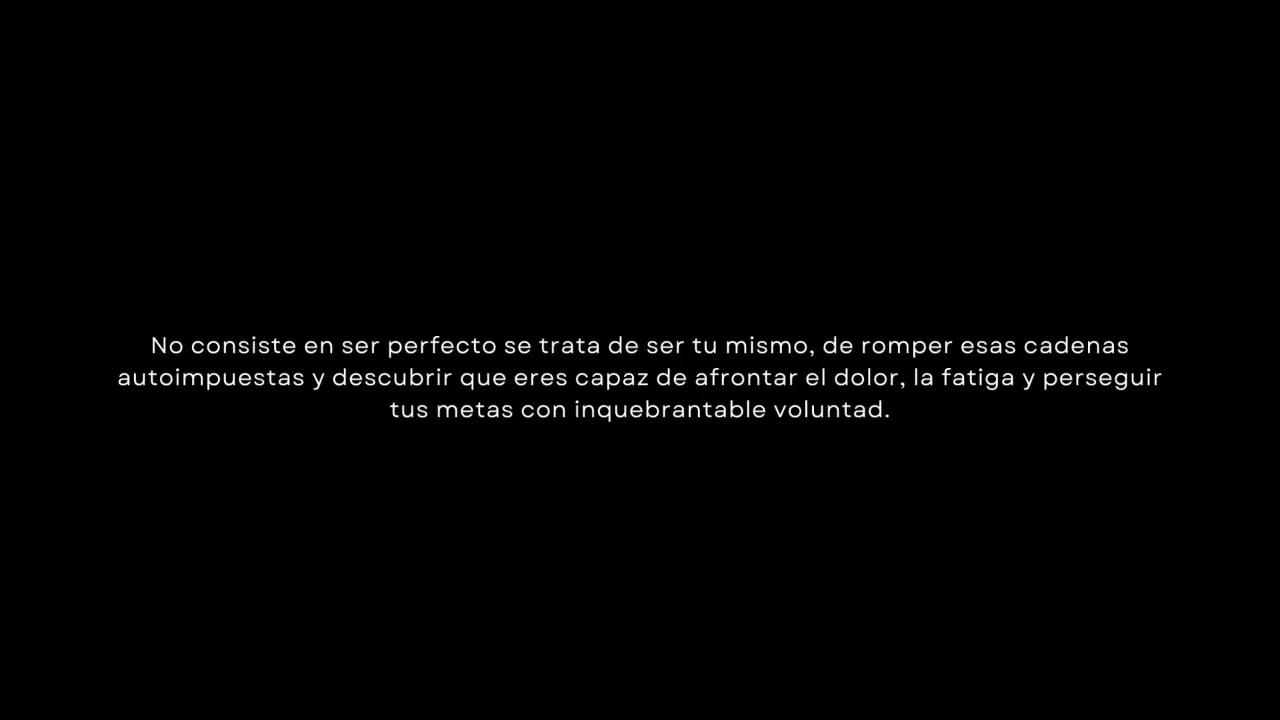 No consiste en ser perfecto se trata de ser tu mismo, de romper esas cadenas
autoimpuestas y descubrir que eres capaz de afrontar el dolor, la fatiga y perseguir
tus metas con inquebrantable voluntad.